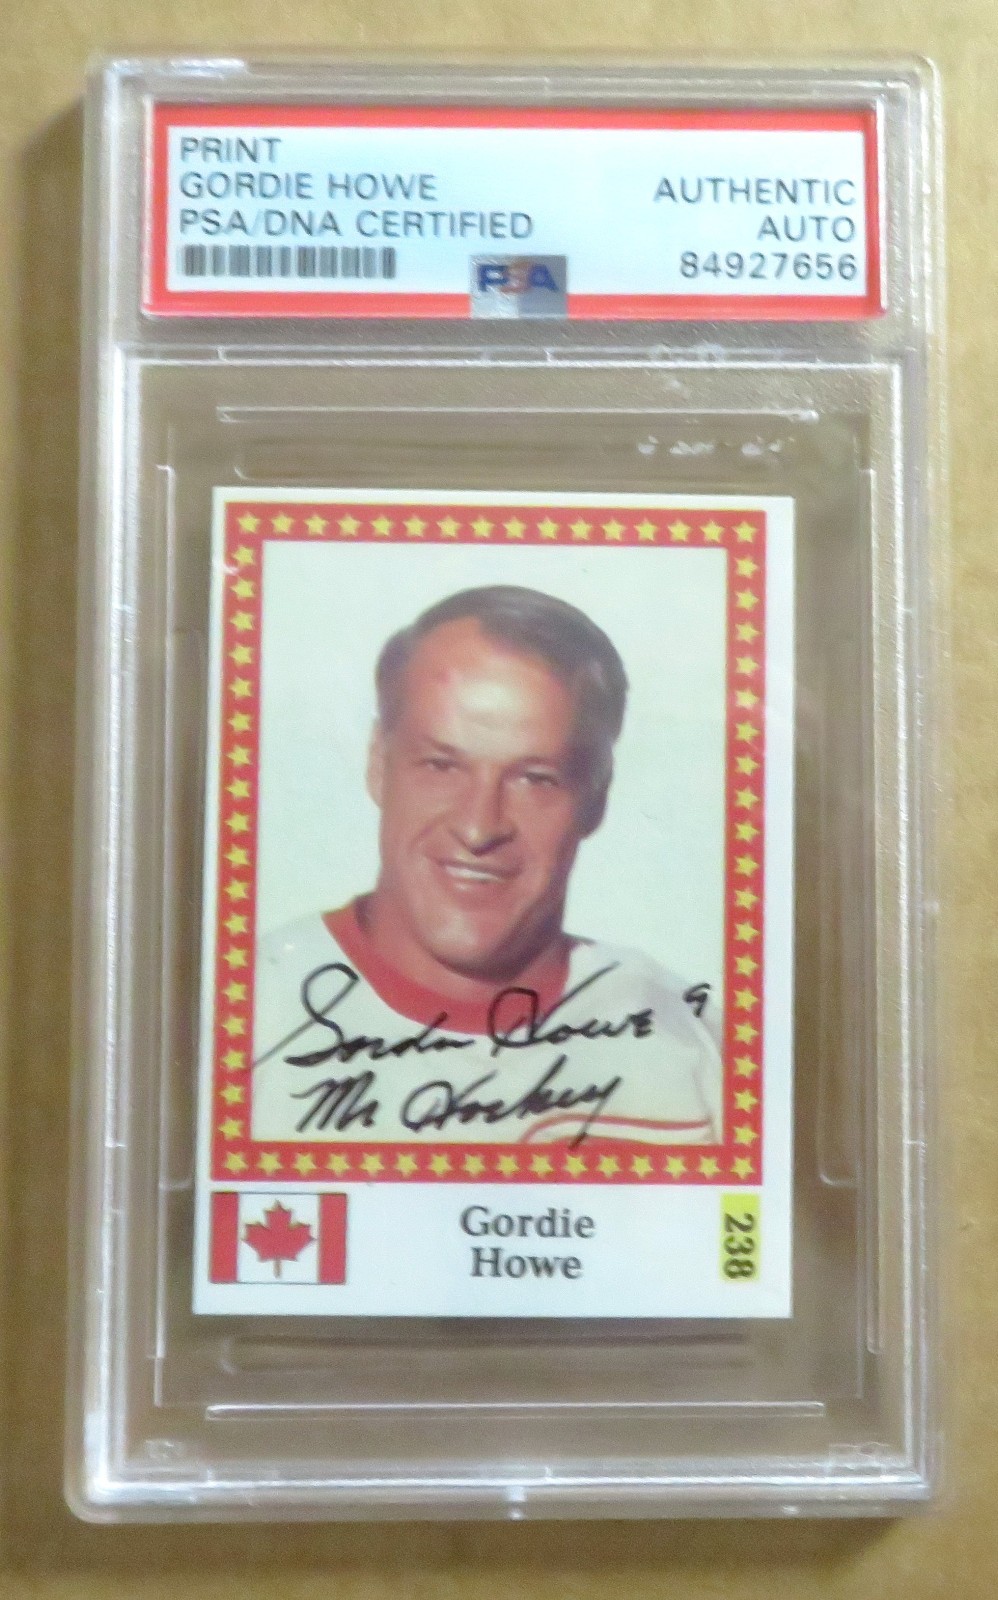 PRINT
GORDIE HOWE
PSA/DNA CERTIFIED
AUTHENTIC
AUTO
84927656
PSA
Gordie Howe 9
Mr Hockey
Gordie
Howe
238